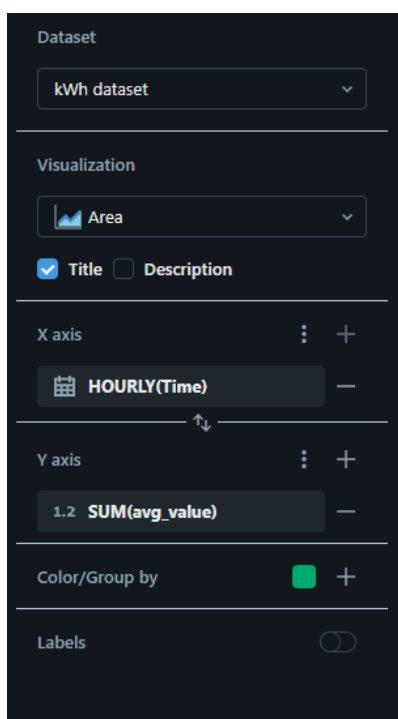 Dataset
kWh dataset
Visualization
Area
Title Description
X axis
HOURLY(Time)
Y axis
1.2 SUM(avg_value)
Color/Group by
Labels